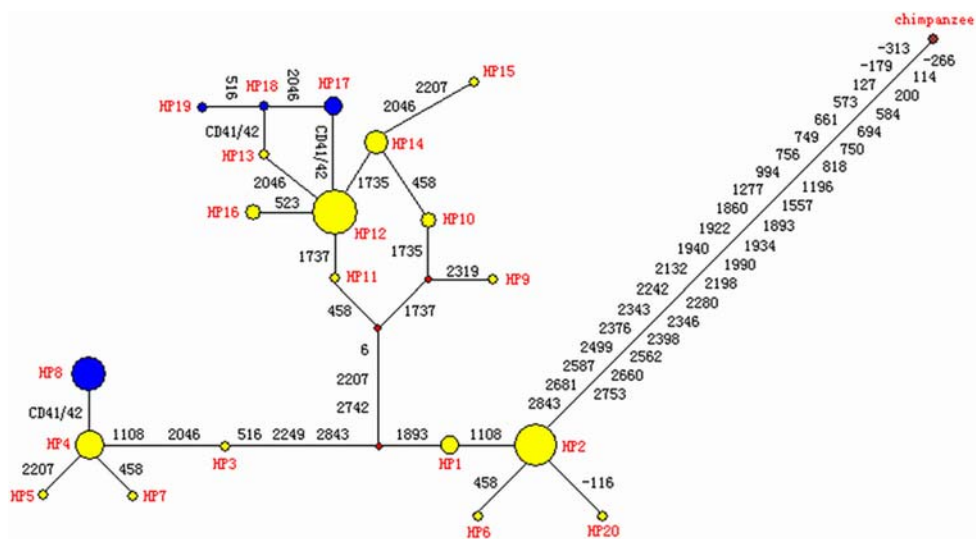 chimpanzee
-313
-266
-179
114
127
200
573
584
661
694
749
750
756
818
994
1196
1277
1557
1860
1893
1922
1934
1940
1990
2132
2198
2242
2280
2343
2346
2376
2398
2499
2562
2587
2660
2681
2753
2843
HP15
2207
2046
HP19
516
HP18
2046
HP17
CD41/42
CD41/42
HP14
HP13
2046
1735
458
HP16
523
HP12
HP10
1737
1735
HP11
2319
HP9
458
1737
6
2207
2742
HP8
CD41/42
HP4
1108
2046
516
2249
2843
1893
1108
HP2
HP3
HP1
2207
458
HP5
HP7
458
-116
HP6
HP20